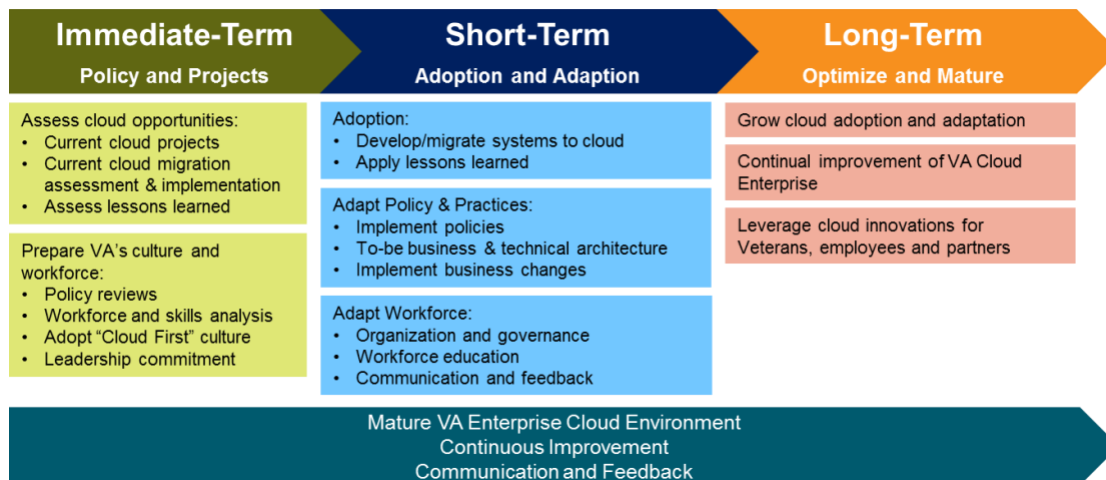 Immediate-Term
Policy and Projects
Short-Term
Adoption and Adaption
Long-Term
Optimize and Mature
Assess cloud opportunities:
• Current cloud projects
• Current cloud migration
assessment & implementation
• Assess lessons learned
Prepare VA's culture and
workforce:
• Policy reviews
• Workforce and skills analysis
• Adopt “Cloud First” culture
• Leadership commitment
Adoption:
• Develop/migrate systems to cloud
• Apply lessons learned
Adapt Policy & Practices:
• Implement policies
• To-be business & technical architecture
• Implement business changes
Adapt Workforce:
• Organization and governance
• Workforce education
• Communication and feedback
Grow cloud adoption and adaptation
Continual improvement of VA Cloud
Enterprise
Leverage cloud innovations for
Veterans, employees and partners
Mature VA Enterprise Cloud Environment
Continuous Improvement
Communication and Feedback